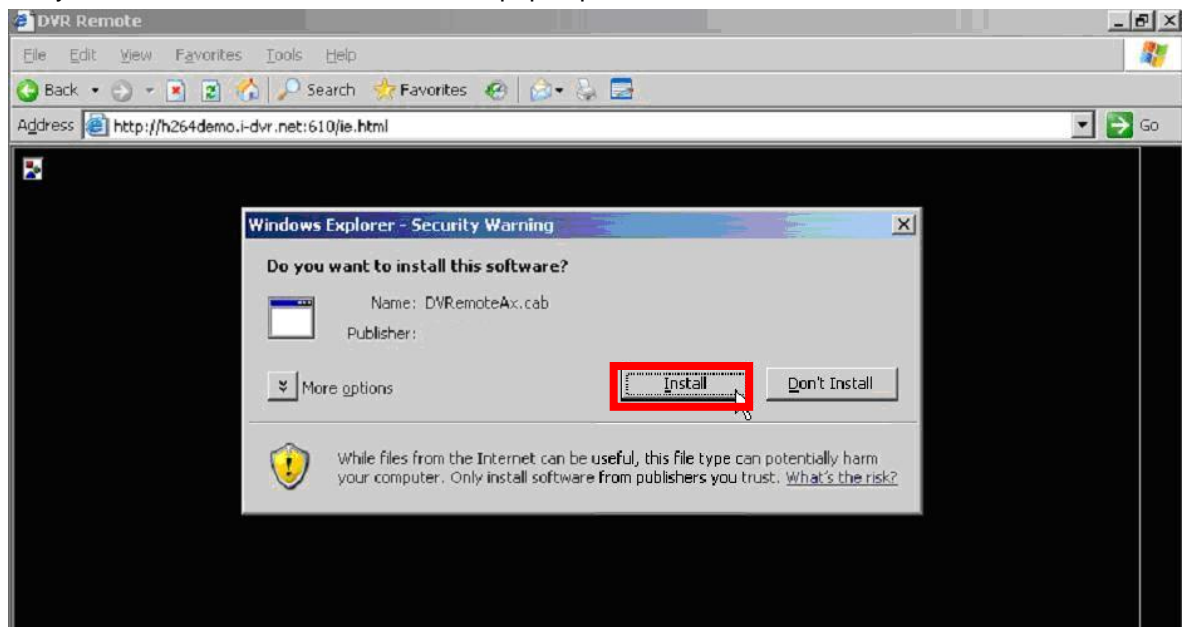 DVR Remote
File Edit View Favorites Tools Help
Back Search Favorites
Address http://h264demo.i-dvr.net:610/ie.html Go
Windows Explorer - Security Warning
Do you want to install this software?
Name: DVRemoteAx.cab
Publisher:
More options Install Don't Install
While files from the Internet can be useful, this file type can potentially harm
your computer. Only install software from publishers you trust. What's the risk?